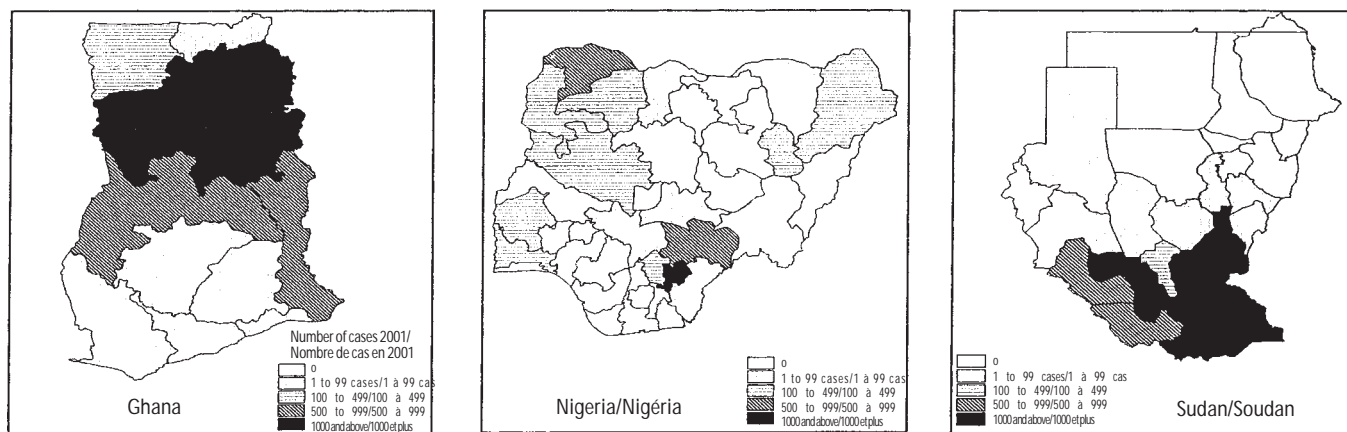 Number of cases 2001/
Nombre de cas en 2001
0
1 to 99 cases/1 à 99 cas
100 to 499/100 à 499
500 to 999/500 à 999
1000 and above/1000 et plus
Ghana
0
1 to 99 cases/1 à 99 cas
100 to 499/100 à 499
500 to 999/500 à 999
1000 and above/1000 et plus
Nigeria/Nigéria
0
1 to 99 cases/1 à 99 cas
100 to 499/100 à 499
500 to 999/500 à 999
1000 and above/1000 et plus
Sudan/Soudan